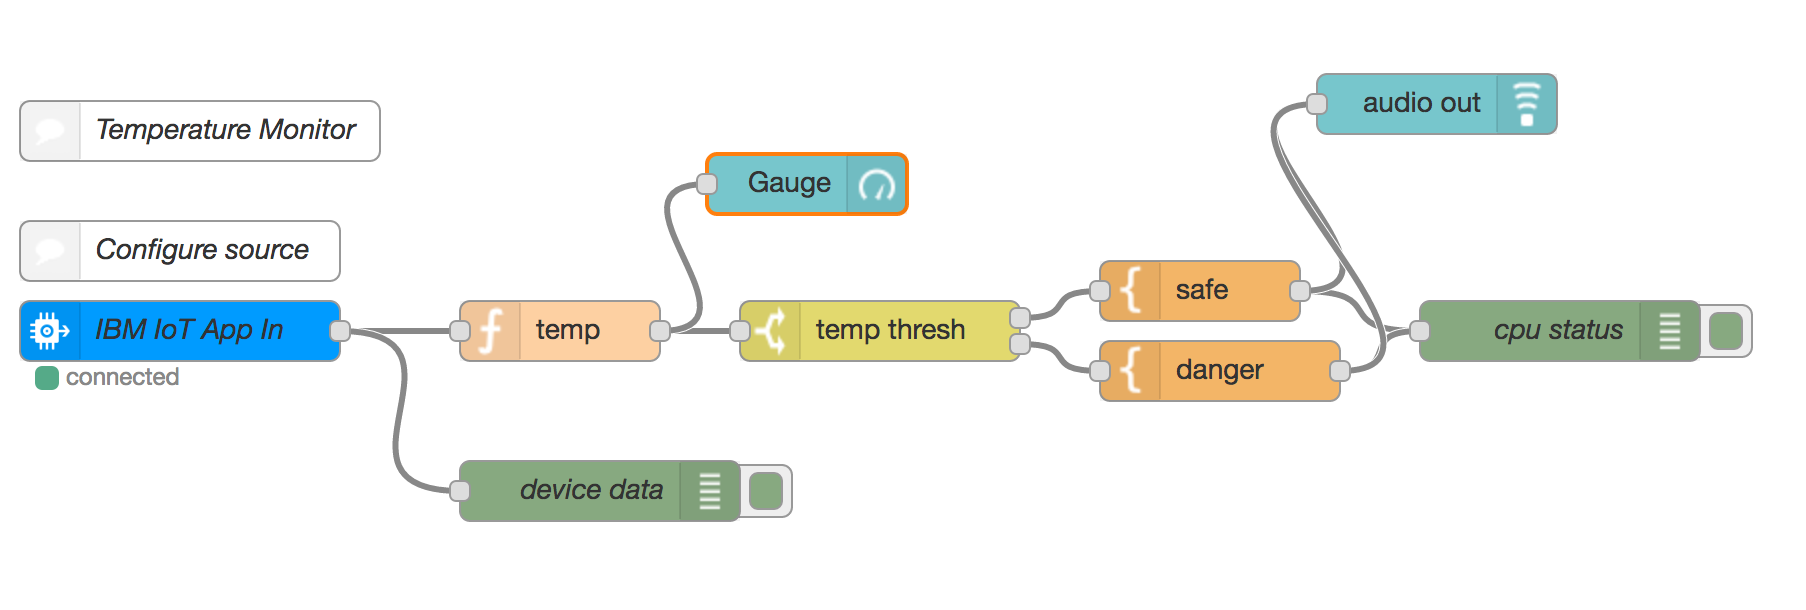 Temperature Monitor
audio out
Gauge
Configure source
safe
IBM IoT App In
temp
temp thresh
cpu status
danger
connected
device data